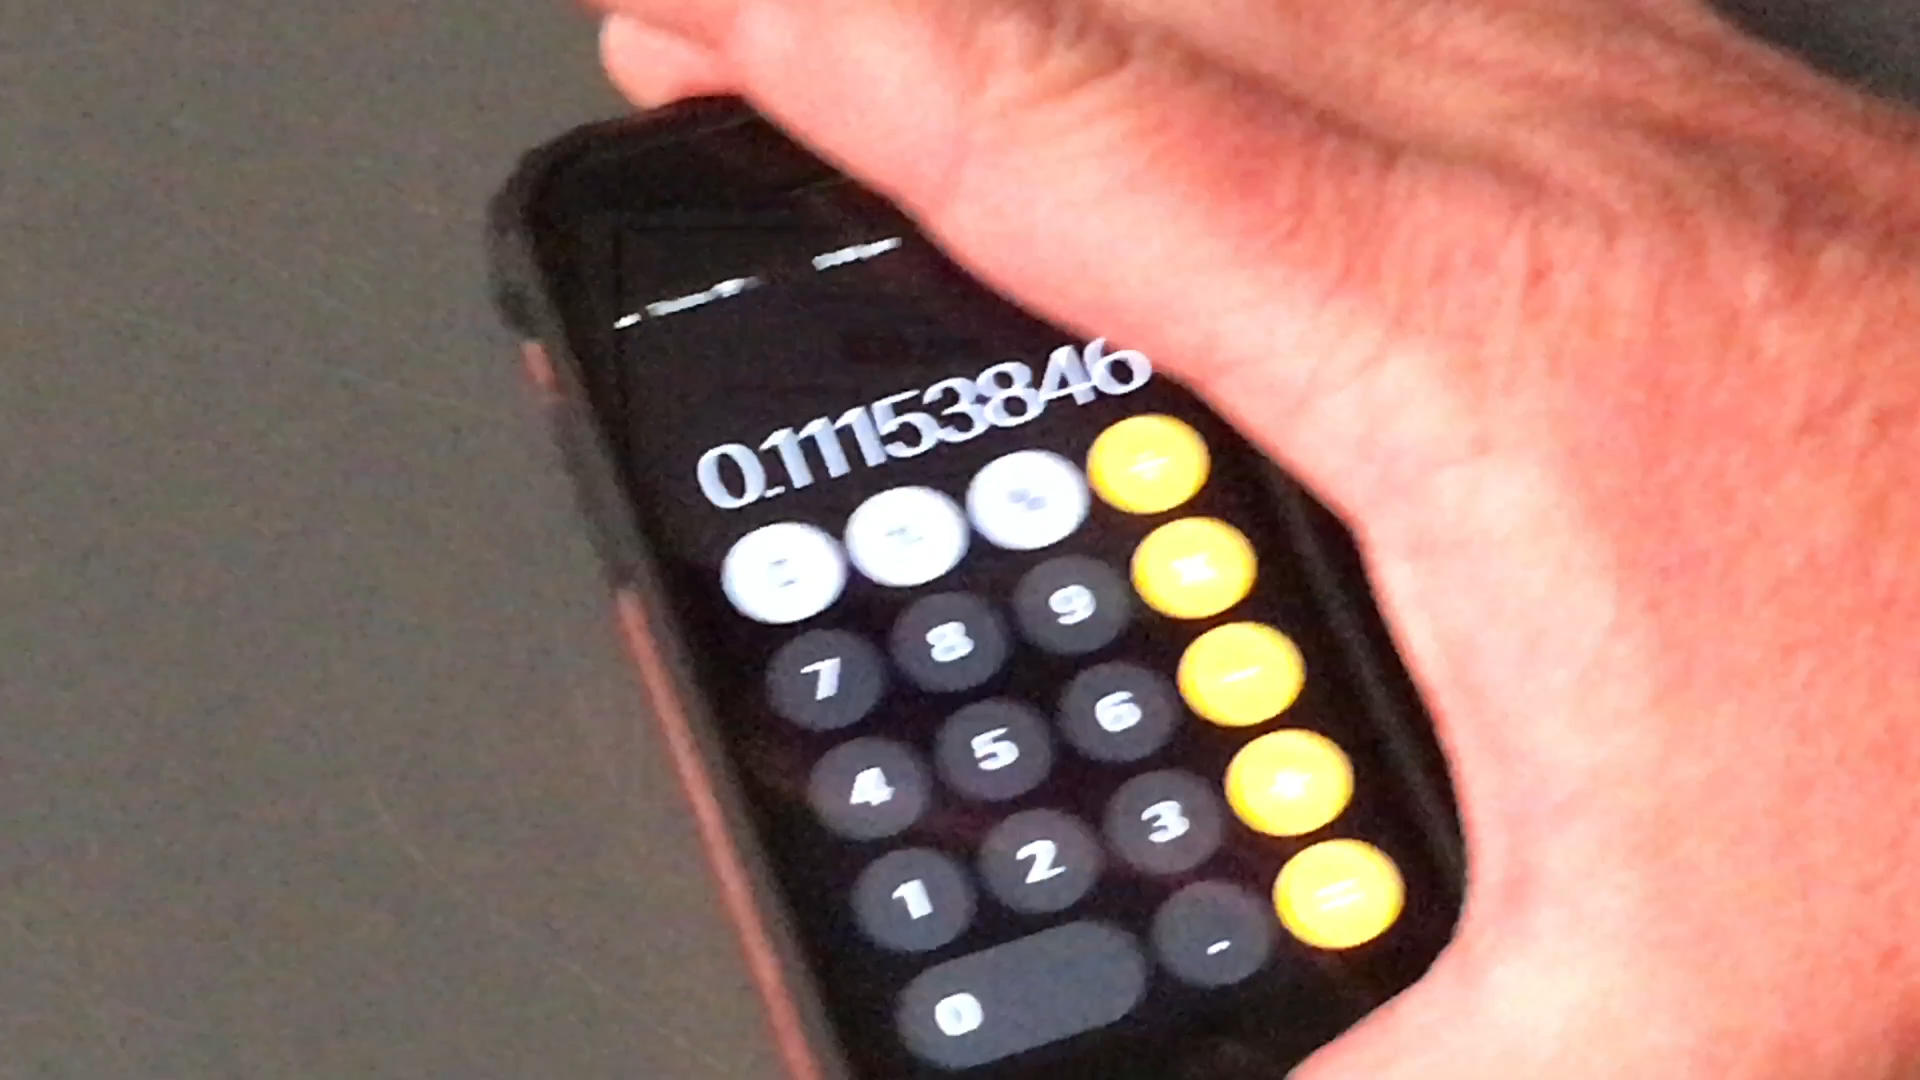 0.11153846
%
÷
7 8 9 ×
4 5 6 −
1 2 3 +
0 . =